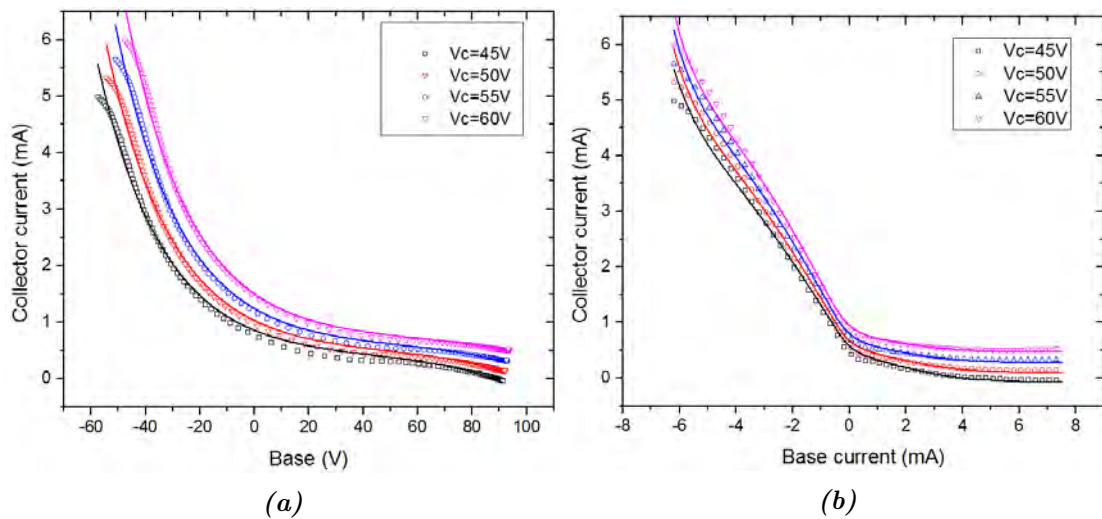 6
5
4
3
2
1
0
Collector current (mA)
Vc=45V
Vc=50V
Vc=55V
Vc=60V
-60 -40 -20 0 20 40 60 80 100
Base (V)
(a)
6
5
4
3
2
1
0
Collector current (mA)
Vc=45V
Vc=50V
Vc=55V
Vc=60V
-8 -6 -4 -2 0 2 4 6 8
Base current (mA)
(b)